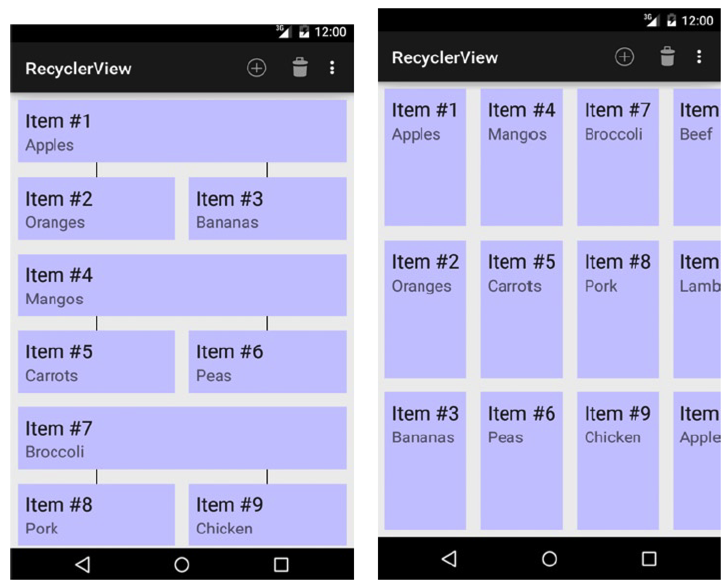 3G 12:00
RecyclerView
Item #1
Apples
Item #2 Item #3
Oranges Bananas
Item #4
Mangos
Item #5 Item #6
Carrots Peas
Item #7
Broccoli
Item #8 Item #9
Pork Chicken
3G 12:00
RecyclerView
Item #1 Item #4 Item #7 Item
Apples Mangos Broccoli Beef
Item #2 Item #5 Item #8 Item
Oranges Carrots Pork Lamb
Item #3 Item #6 Item #9 Item
Bananas Peas Chicken Apple